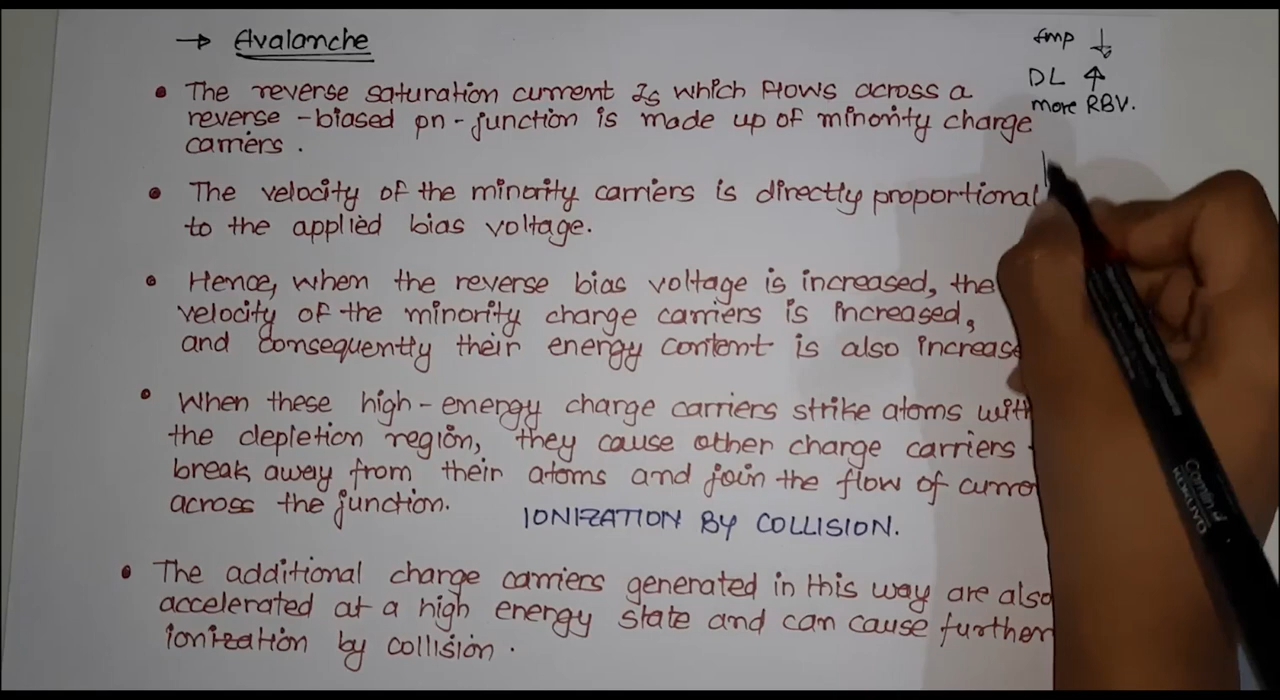 → Avalanche
• The reverse saturation current Is which flows across a
reverse-biased pn-junction is made up of minority charge
carriers.
• The velocity of the minority carriers is directly proportional
to the applied bias voltage.
• Hence, when the reverse bias voltage is increased, the
velocity of the minority charge carriers is increased,
and consequently their energy content is also increase
• When these high-energy charge carriers strike atoms with
the depletion region, they cause other charge carriers
break away from their atoms and join the flow of
across the junction.
IONIZATION BY COLLISION.
• The additional charge carriers generated in this way are also
accelerated at a high energy state and can cause further
ionization by collision.
↓
DL ↑
more RBV.
KOKUYO